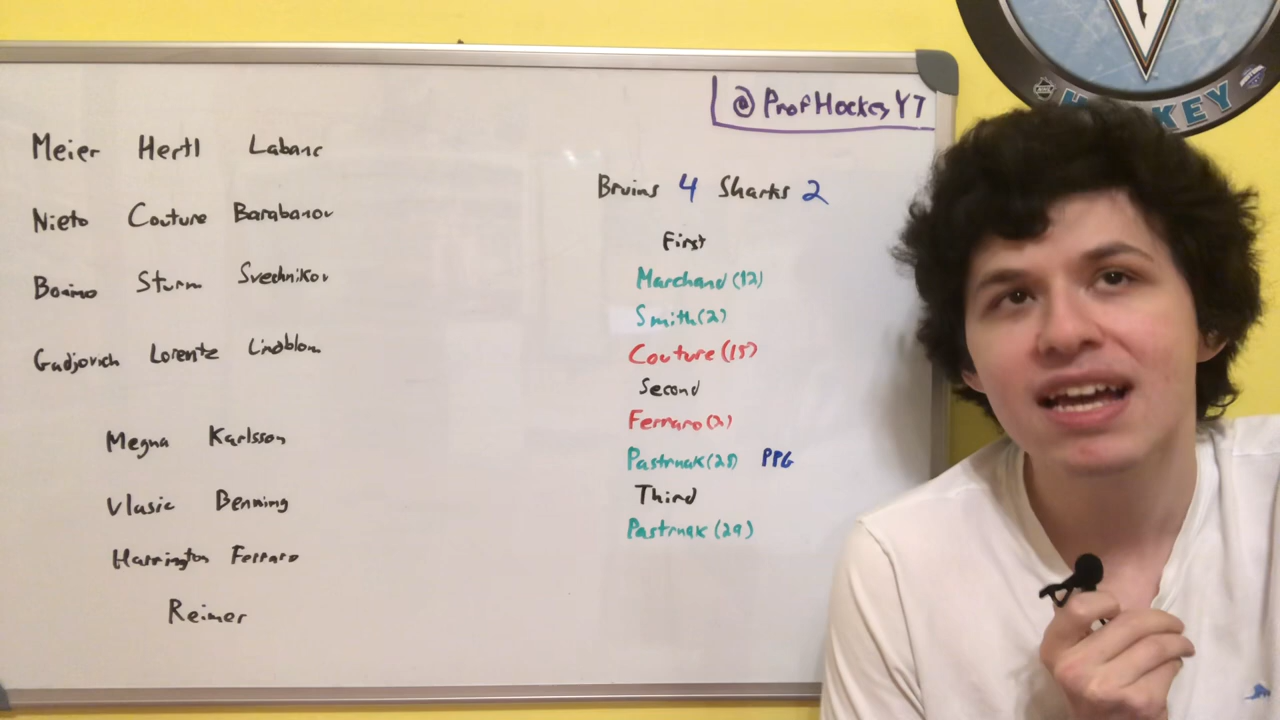 Meier Hertl Labanc
Nieto Couture Barabanov
Bonino Sturm Svechnikov
Gadjovich Lorentz Lindblom
Megna Karlsson
Vlasic Benning
Harrington Ferraro
Reimer
@ProfHockeyYT
Bruins 4 Sharks 2
First
Marchand (12)
Smith (2)
Couture (15)
Second
Ferraro (2)
Pastrnak (28) PPG
Third
Pastrnak (29)
HOCKEY